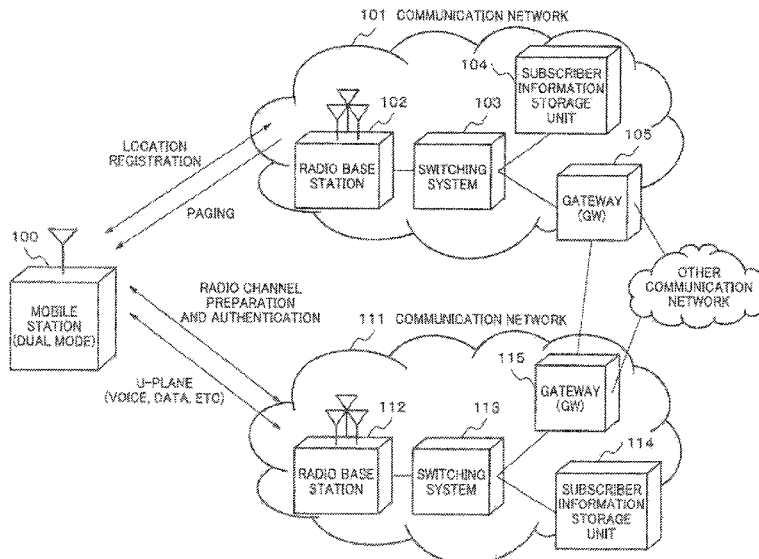 101 COMMUNICATION NETWORK
104
SUBSCRIBER
INFORMATION
STORAGE
UNIT
102
103
105
LOCATION
REGISTRATION
RADIO BASE
STATION
SWITCHING
SYSTEM
GATEWAY
(GW)
PAGING
100
MOBILE
STATION
(DUAL MODE)
RADIO CHANNEL
PREPARATION
AND AUTHENTICATION
OTHER
COMMUNICATION
NETWORK
111 COMMUNICATION NETWORK
115
GATEWAY
(GW)
U-PLANE
(VOICE, DATA, ETC)
112
113
114
RADIO BASE
STATION
SWITCHING
SYSTEM
SUBSCRIBER
INFORMATION
STORAGE
UNIT